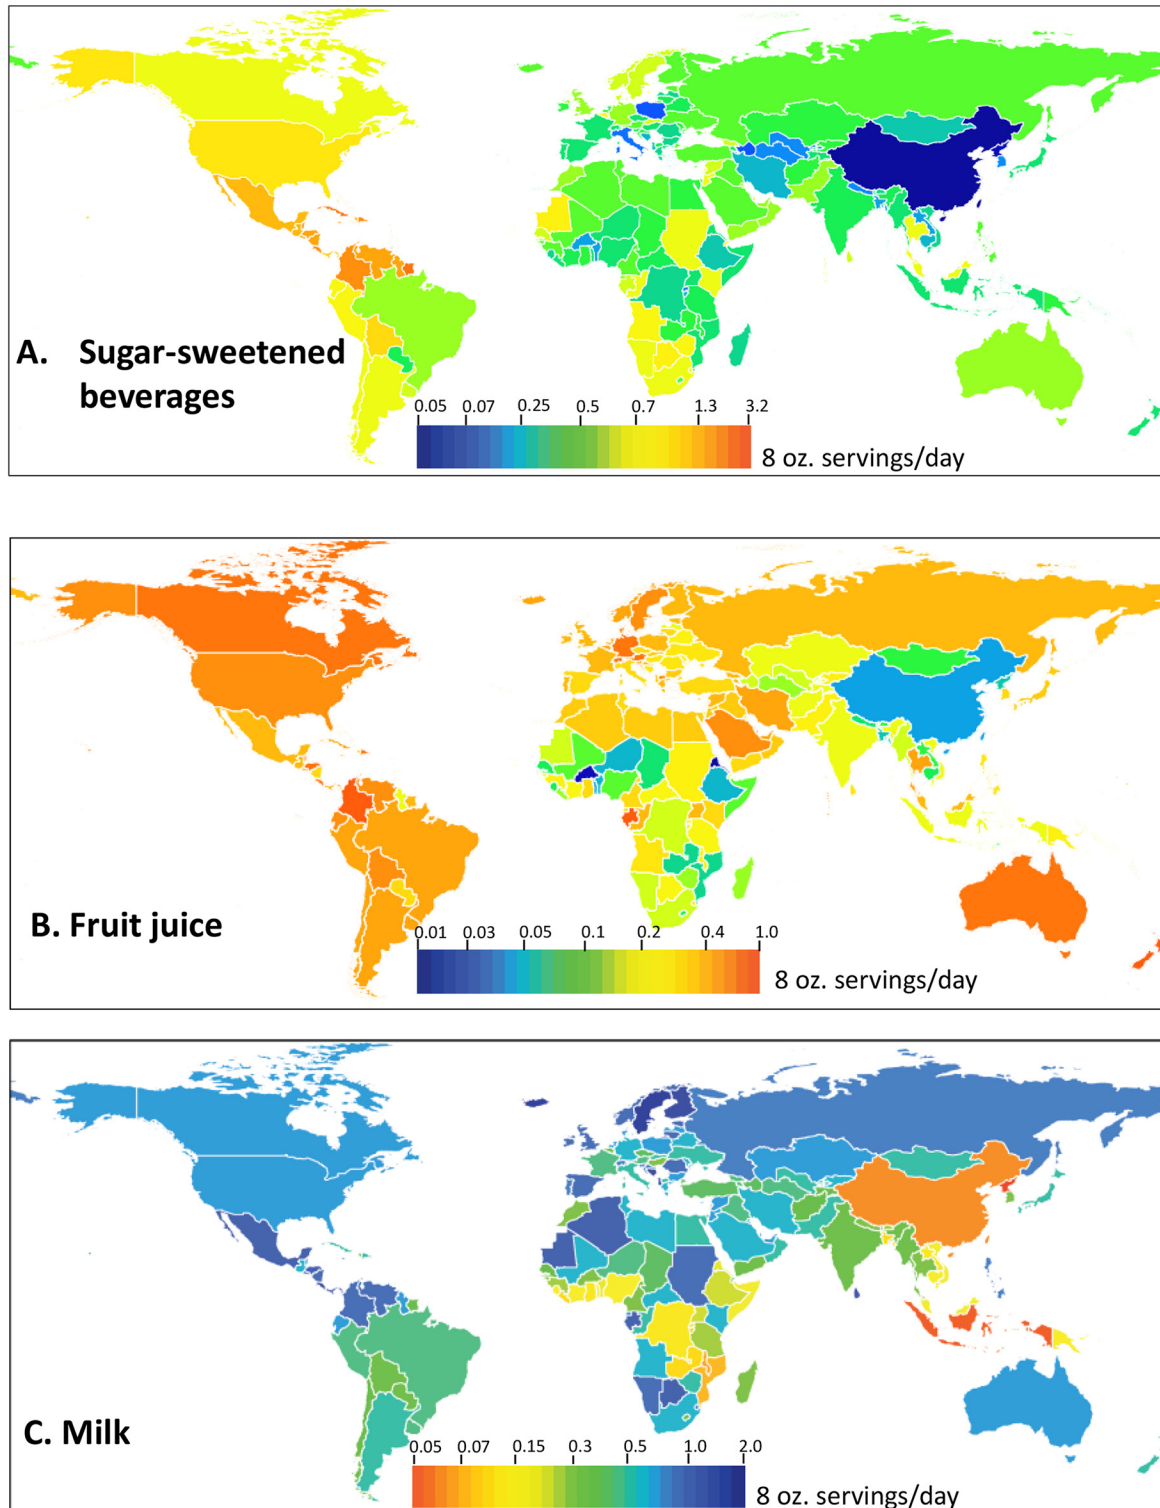 A. Sugar-sweetened
beverages
0.05 0.07 0.25 0.5 0.7 1.3 3.2
8 oz. servings/day
B. Fruit juice
0.01 0.03 0.05 0.1 0.2 0.4 1.0
8 oz. servings/day
C. Milk
0.05 0.07 0.15 0.3 0.5 1.0 2.0
8 oz. servings/day